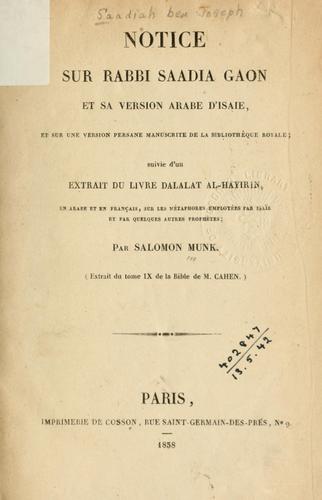 Saadiah ben Joseph
NOTICE
SUR RABBI SAADIA GAON
ET SA VERSION ARABE D'ISAIE,
ET SUR UNE VERSION PERSANE MANUSCRITE DE LA BIBLIOTHÈQUE ROYALE;
suivie d'un
EXTRAIT DU LIVRE DALALAT AL-HAYIRIN,
EN ARABE ET EN FRANÇAIS, SUR LES MÉTAPHORES EMPLOYÉES PAR ISAÏE
ET PAR QUELQUES AUTRES PROPHÈTES;
PAR SALOMON MUNK.
( Extrait du tome IX de la Bible de M. CAHEN. )
402947
13.5.42
PARIS,
IMPRIMERIE DE COSSON, RUE SAINT-GERMAIN-DES-PRÉS, No 9.
1838